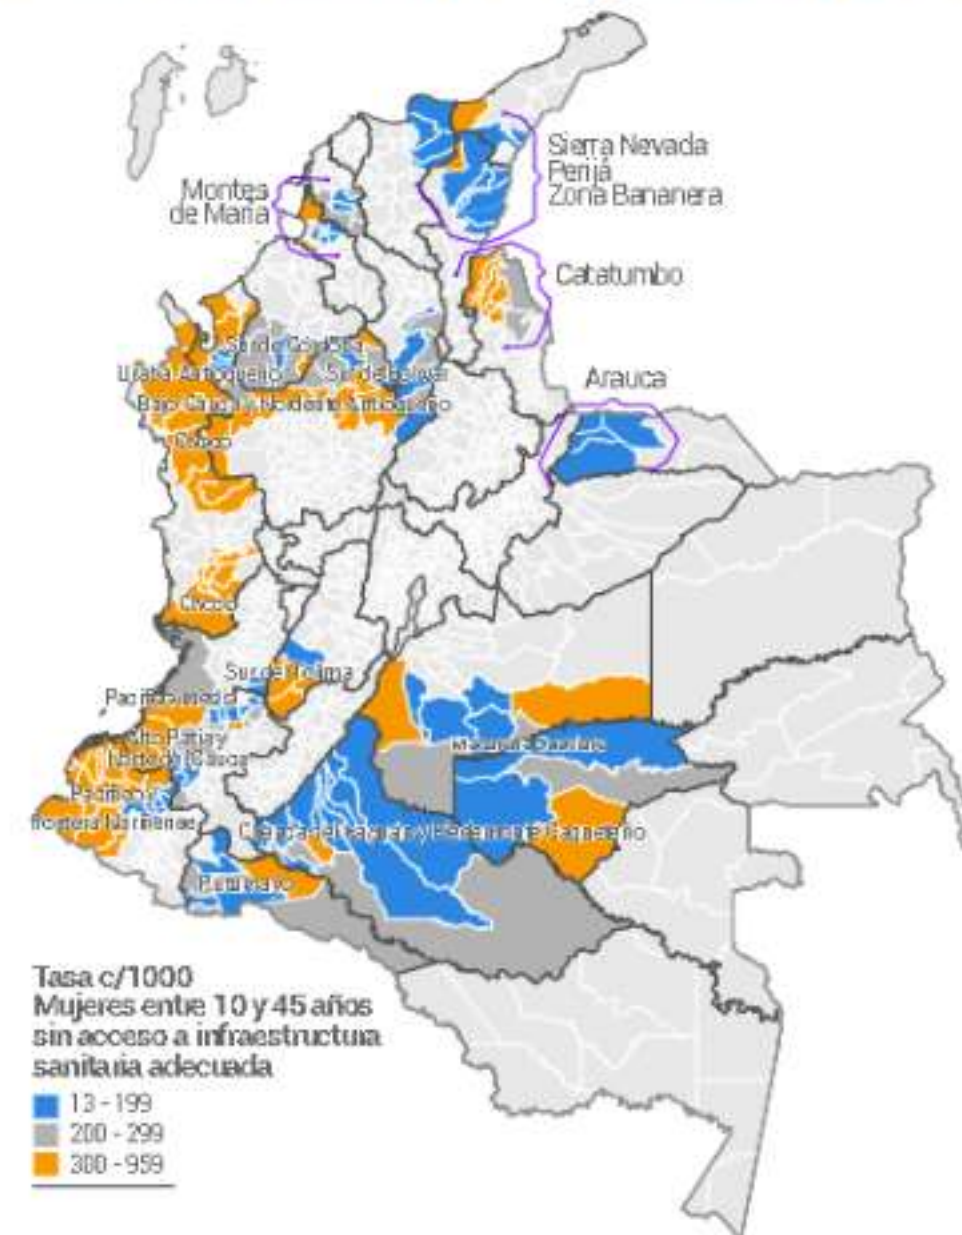 Sierra Nevada
Perijá
Zona Bananera
Montes
de María
Catatumbo
Sur de Córdoba
Urabá Antioqueño
Sur de Bolívar
Arauca
Bajo Cauca y Nordeste Antioqueño
Chocó
Chocó
Sur de Tolima
Pacífico Medio
Alto Patía y
Norte de Cauca
Macarena Guaviare
Pacífico y
frontera Nariñense
Cuenca del Caguán y Piedemonte Caqueteño
Putumayo
Tasa c/1000
Mujeres entre 10 y 45 años
sin acceso a infraestructura
sanitaria adecuada
13 - 199
200 - 299
300 - 959